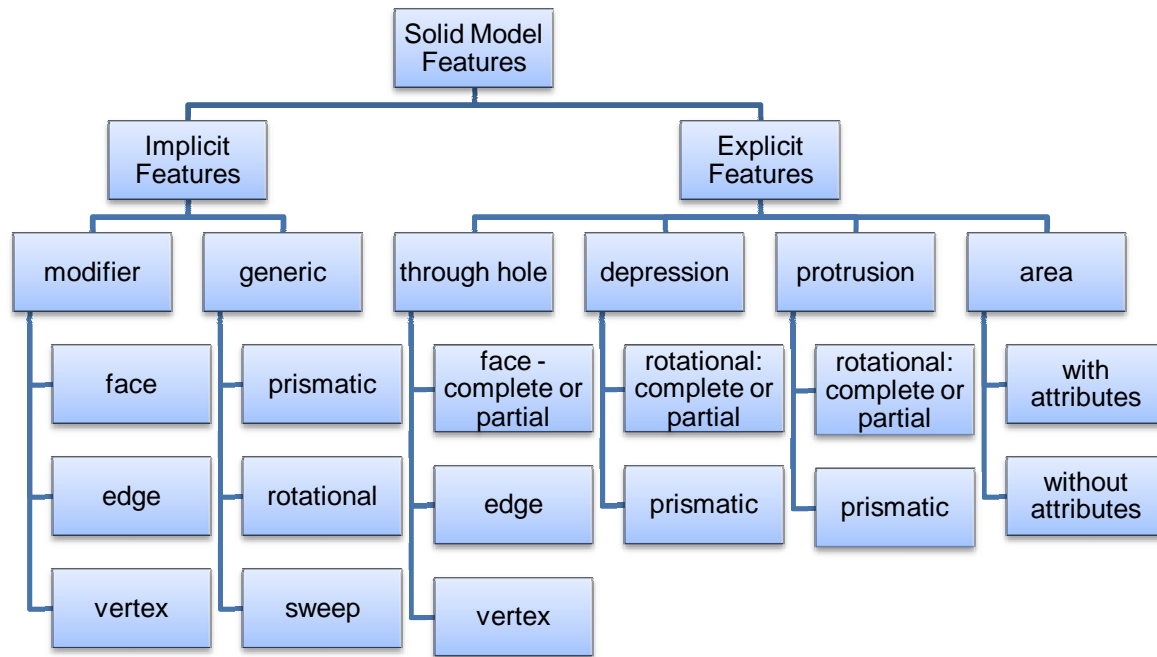 Solid Model
Features
Implicit
Features
Explicit
Features
modifier
generic
through hole
depression
protrusion
area
face
edge
vertex
prismatic
rotational
sweep
face -
complete or
partial
edge
vertex
rotational:
complete or
partial
prismatic
rotational:
complete or
partial
prismatic
with
attributes
without
attributes